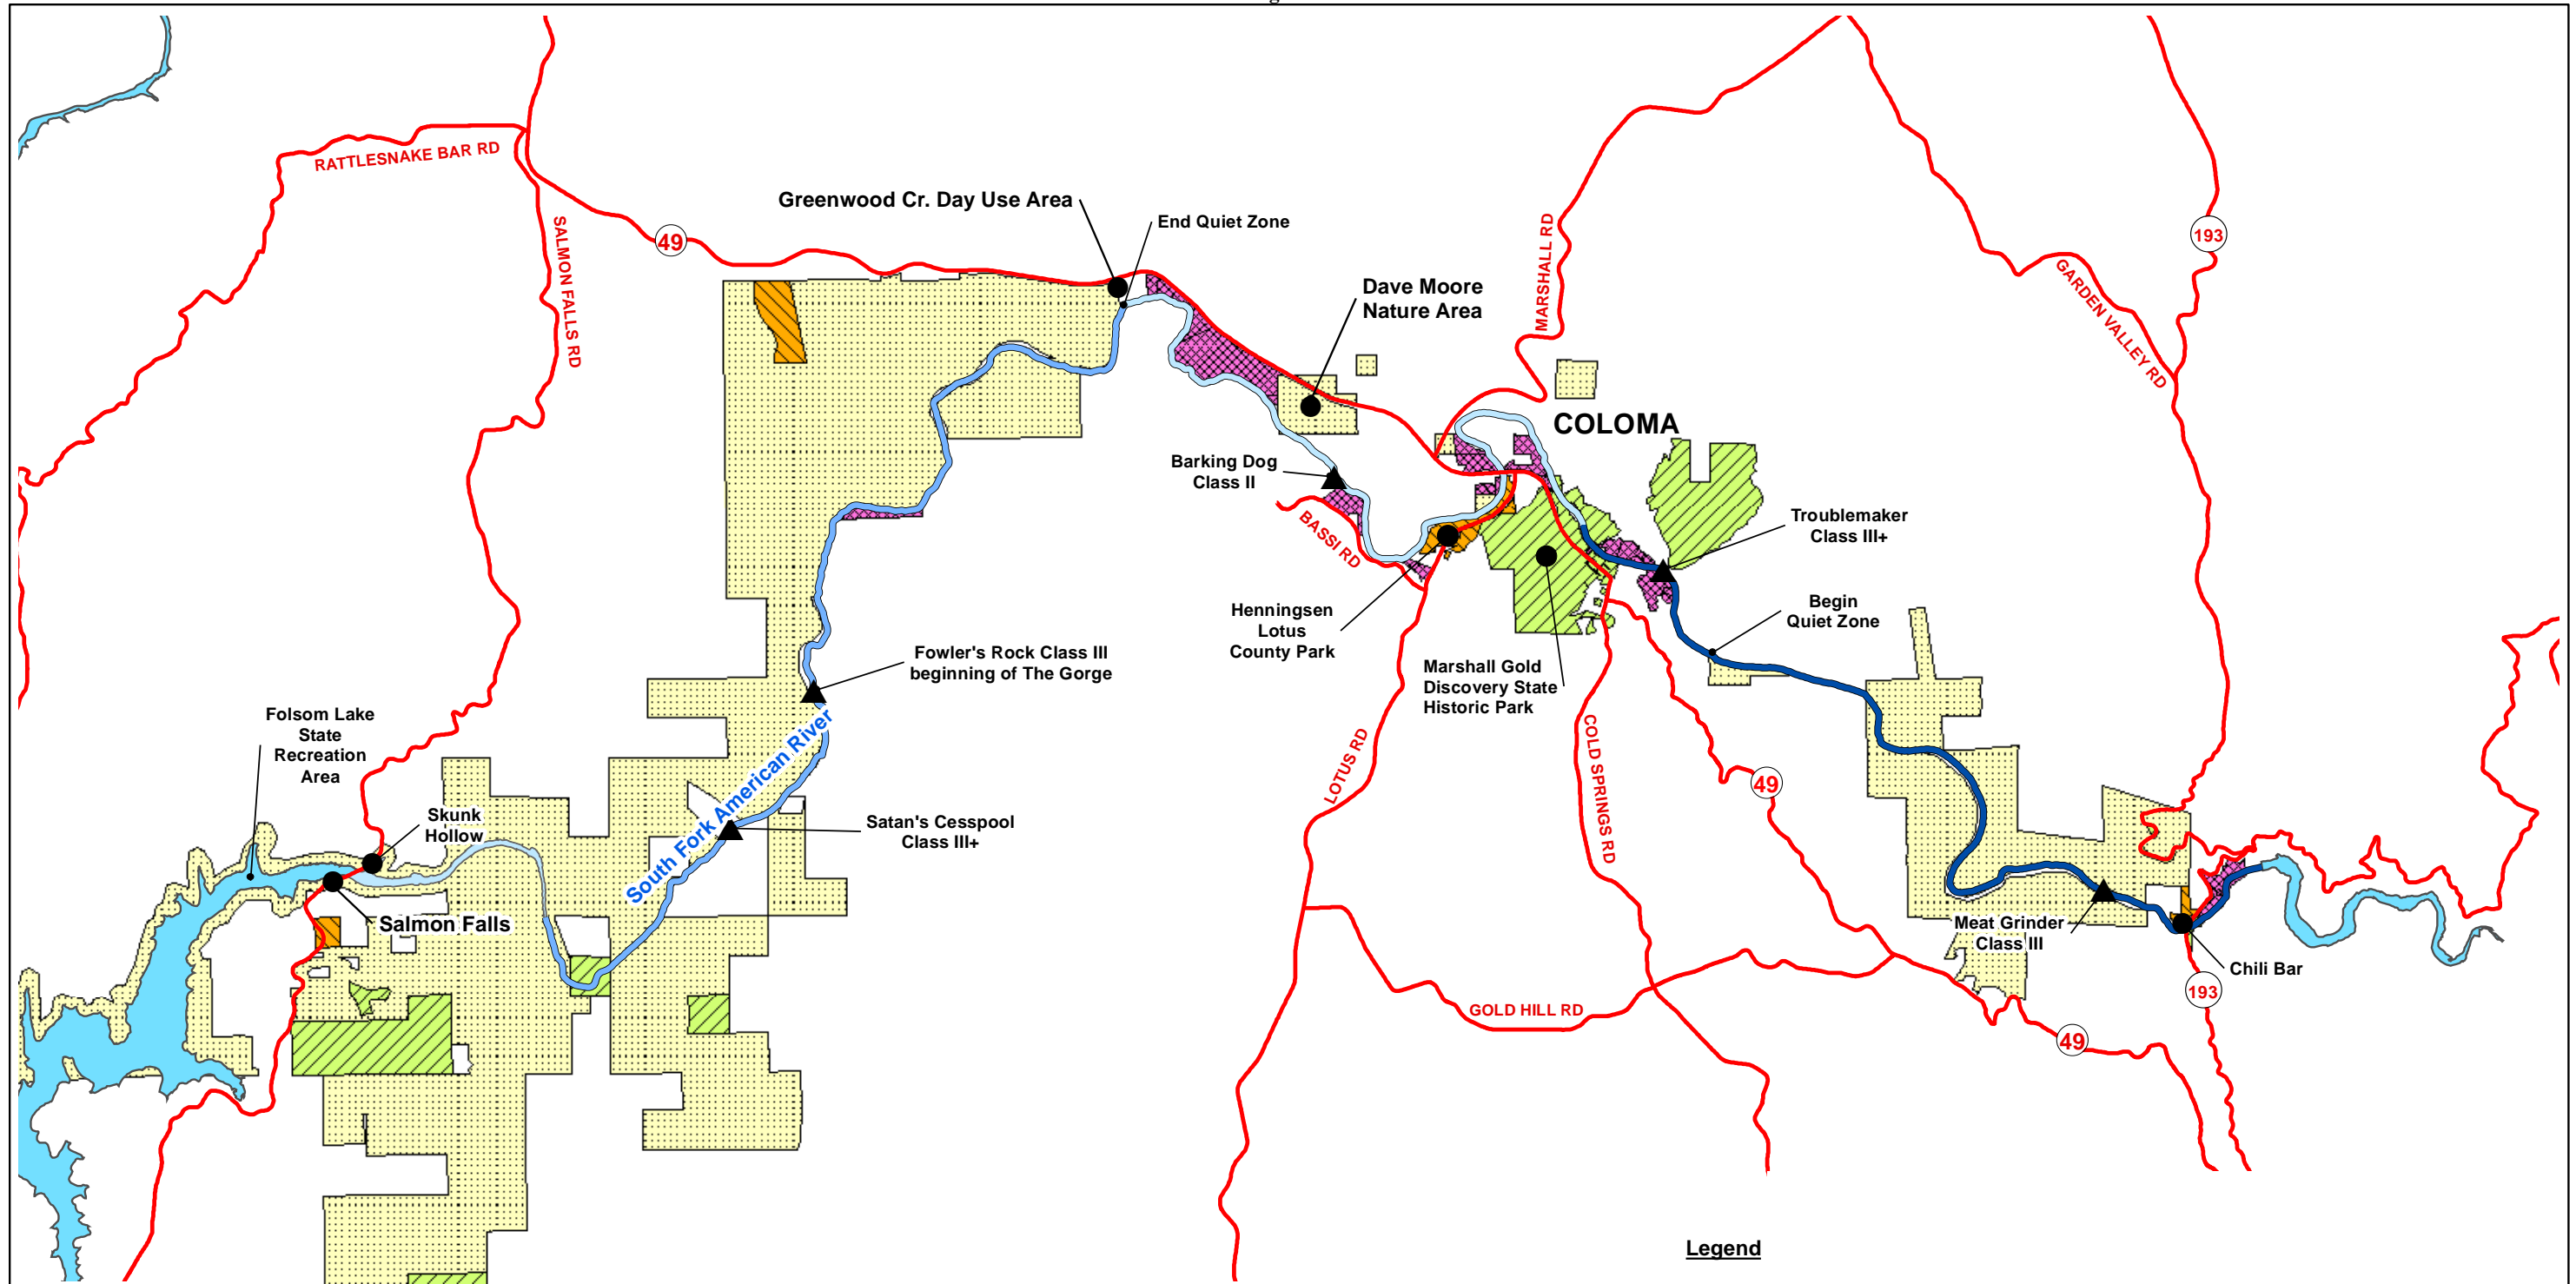 RATTLESNAKE BAR RD
SALMON FALLS RD
49
Greenwood Cr. Day Use Area
End Quiet Zone
Dave Moore
Nature Area
MARSHALL RD
193
GARDEN VALLEY RD
COLOMA
Barking Dog
Class II
BASSI RD
Troublemaker
Class III+
Henningsen
Lotus
County Park
Begin
Quiet Zone
Marshall Gold
Discovery State
Historic Park
Fowler's Rock Class III
beginning of The Gorge
Folsom Lake
State
Recreation
Area
Skunk
Hollow
South Fork American River
Satan's Cesspool
Class III+
LOTUS RD
COLD SPRINGS RD
49
Salmon Falls
Meat Grinder
Class III
Chili Bar
193
GOLD HILL RD
49
Legend